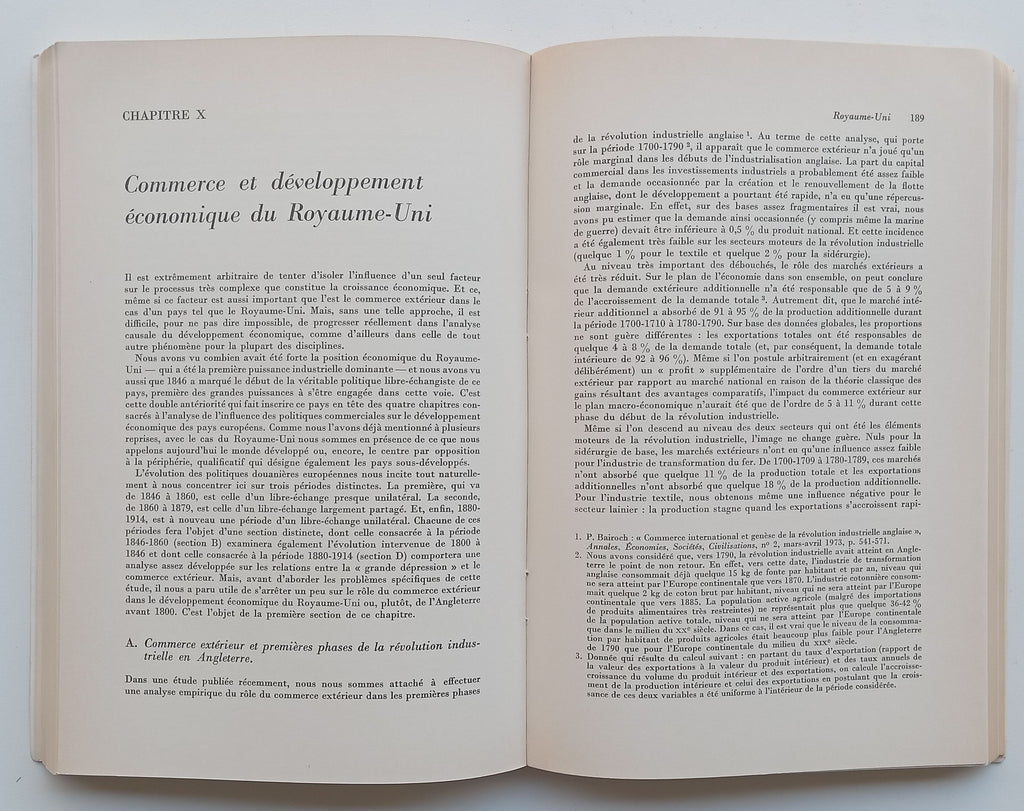 CHAPITRE X
Commerce et développement
économique du Royaume-Uni
Il est extrêmement arbitraire de tenter d'isoler l'influence d'un seul facteur
sur le processus très complexe que constitue la croissance économique. Et ce,
même si ce facteur est aussi important que l'est le commerce extérieur dans le
cas d'un pays tel que le Royaume-Uni. Mais, sans une telle approche, il est
difficile, pour ne pas dire impossible, de progresser réellement dans l'analyse
causale du développement économique, comme d'ailleurs dans celle de tout
autre phénomène pour la plupart des disciplines.
Nous avons vu combien avait été forte la position économique du Royaume-
Uni — qui a été la première puissance industrielle dominante — et nous avons vu
aussi que 1846 a marqué le début de la véritable politique libre-échangiste de ce
pays, première des grandes puissances à s'être engagée dans cette voie. C'est
cette double antériorité qui fait inscrire ce pays en tête des quatre chapitres con-
sacrés à l'analyse de l'influence des politiques commerciales sur le développement
économique des pays européens. Comme nous l'avons déjà mentionné à plusieurs
reprises, avec le cas du Royaume-Uni nous sommes en présence de ce que nous
appelons aujourd'hui le monde développé ou, encore, le centre par opposition
à la périphérie, qualificatif qui désigne également les pays sous-développés.
L'évolution des politiques douanières européennes nous incite tout naturelle-
ment à nous concentrer ici sur trois périodes distinctes. La première, qui va
de 1846 à 1860, est celle d'un libre-échange presque unilatéral. La seconde,
de 1860 à 1879, est celle d'un libre-échange largement partagé. Et, enfin, 1880-
1914, est à nouveau une période d'un libre-échange unilatéral. Chacune de ces
périodes fera l'objet d'une section distincte, dont celle consacrée à la période
1846-1860 (section B) examinera également l'évolution intervenue de 1800 à
1846 et dont celle consacrée à la période 1880-1914 (section D) comportera une
analyse assez développée sur les relations entre la « grande dépression » et le
commerce extérieur. Mais, avant d'aborder les problèmes spécifiques de cette
étude, il nous a paru utile de s'arrêter un peu sur le rôle du commerce extérieur
dans le développement économique du Royaume-Uni ou, plutôt, de l'Angleterre
avant 1800. C'est l'objet de la première section de ce chapitre.
A. Commerce extérieur et premières phases de la révolution indus-
trielle en Angleterre.
Dans une étude publiée récemment, nous nous sommes attaché à effectuer
une analyse empirique du rôle du commerce extérieur dans les premières phases
Royaume-Uni 189
de la révolution industrielle anglaise ¹. Au terme de cette analyse, qui porte
sur la période 1700-1790 ², il apparaît que le commerce extérieur n'a joué qu'un
rôle marginal dans les débuts de l'industrialisation anglaise. La part du capital
commercial dans les investissements industriels a probablement été assez faible
et la demande occasionnée par la création et le renouvellement de la flotte
anglaise, dont le développement a pourtant été rapide, n'a eu qu'une répercus-
sion marginale. En effet, sur des bases assez fragmentaires il est vrai, nous
avons pu estimer que la demande ainsi occasionnée (y compris même la marine
de guerre) devait être inférieure à 0,5 % du produit national. Et cette incidence
a été également très faible sur les secteurs moteurs de la révolution industrielle
(quelque 1 % pour le textile et quelque 2 % pour la sidérurgie).
Au niveau très important des débouchés, le rôle des marchés extérieurs a
été très réduit. Sur le plan de l'économie dans son ensemble, on peut conclure
que la demande extérieure additionnelle n'a été responsable que de 5 à 9 %
de l'accroissement de la demande totale ³. Autrement dit, que le marché inté-
rieur additionnel a absorbé de 91 à 95 % de la production additionnelle durant
la période 1700-1710 à 1780-1790. Sur base des données globales, les proportions
ne sont guère différentes : les exportations totales ont été responsables de
quelque 4 à 8 % de la demande totale (et, par conséquent, la demande totale
intérieure de 92 à 96 %). Même si l'on postule arbitrairement (et en exagérant
délibérément) un « profit » supplémentaire de l'ordre d'un tiers du marché
extérieur par rapport au marché national en raison de la théorie classique des
gains résultant des avantages comparatifs, l'impact du commerce extérieur sur
le plan macro-économique n'aurait été que de l'ordre de 5 à 11 % durant cette
phase du début de la révolution industrielle.
Même si l'on descend au niveau des deux secteurs qui ont été les éléments
moteurs de la révolution industrielle, l'image ne change guère. Nuls pour la
sidérurgie de base, les marchés extérieurs n'ont eu qu'une influence assez faible
pour l'industrie de transformation du fer. De 1700-1709 à 1780-1789, ces marchés
n'ont absorbé que quelque 11 % de la production totale et les exportations
additionnelles n'ont absorbé que quelque 18 % de la production additionnelle.
Pour l'industrie textile, nous obtenons même une influence négative pour le
secteur lainier : la production stagne quand les exportations s'accroissent rapi-
1. P. Bairoch : « Commerce international et genèse de la révolution industrielle anglaise »,
Annales, Économies, Sociétés, Civilisations, nº 2, mars-avril 1973, p. 541-571.
2. Nous avons considéré que, vers 1790, la révolution industrielle avait atteint en Angle-
terre le point de non retour. En effet, vers cette date, l'industrie de transformation
anglaise consommait déjà quelque 15 kg de fonte par habitant et par an, niveau qui
ne sera atteint par l'Europe continentale que vers 1870. L'industrie cotonnière consom-
mait quelque 2 kg de coton brut par habitant, niveau qui ne sera atteint par l'Europe
continentale que vers 1885. La population active agricole (malgré des importations
de produits alimentaires très restreintes) ne représentait plus que quelque 36-42 %
de la population active totale, niveau qui ne sera atteint par l'Europe continentale
que dans le milieu du XXᵉ siècle. Dans ce cas, il est vrai que le niveau de la consomma-
tion par habitant de produits agricoles était beaucoup plus faible pour l'Angleterre
de 1790 que pour l'Europe continentale du milieu du XIXᵉ siècle.
3. Donnée qui résulte du calcul suivant : en partant du taux d'exportation (rapport de
la valeur des exportations à la valeur du produit intérieur) et des taux annuels de
croissance du volume du produit intérieur et des exportations, on calcule l'accroisse-
ment de la production intérieure et celui des exportations en postulant que la crois-
sance de ces deux variables a été uniforme à l'intérieur de la période considérée.